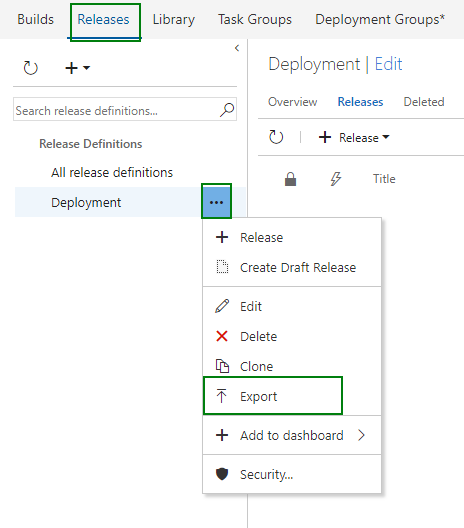 Builds Releases Library Task Groups Deployment Groups*
Deployment | Edit
Search release definitions...
Overview Releases Deleted
Release
Release Definitions
All release definitions
Title
Deployment ...
Release
Create Draft Release
Edit
Delete
Clone
Export
Add to dashboard
Security...